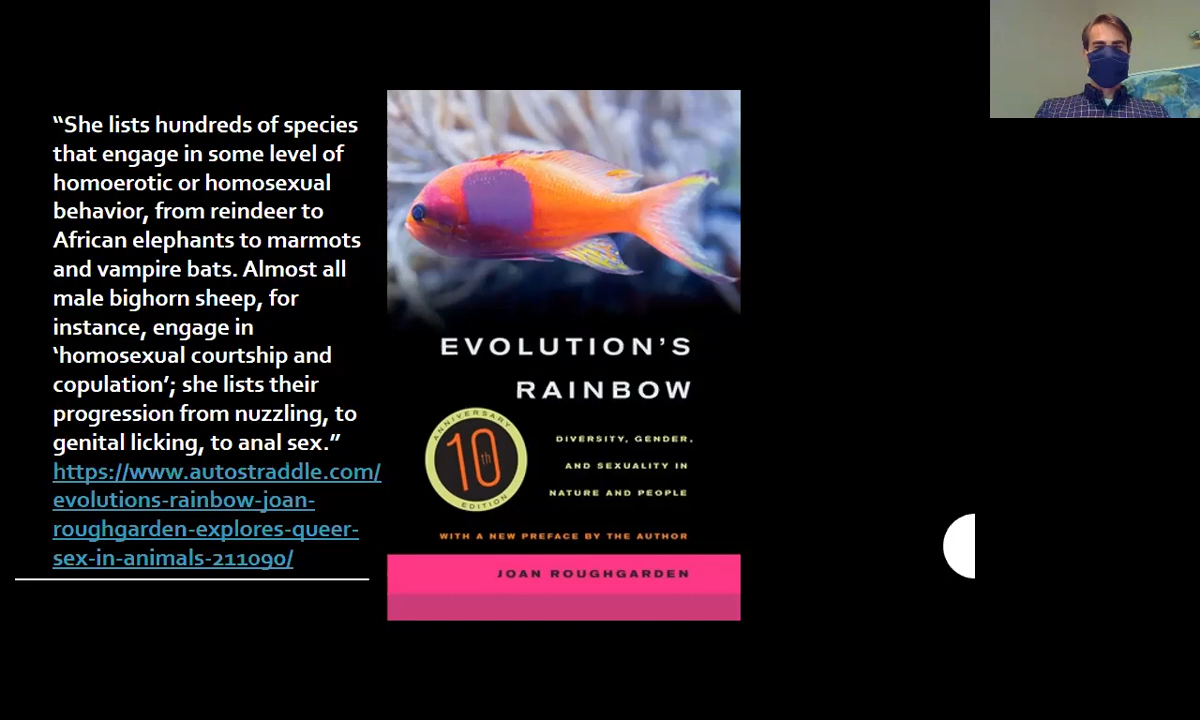 “She lists hundreds of species
that engage in some level of
homoerotic or homosexual
behavior, from reindeer to
African elephants to marmots
and vampire bats. Almost all
male bighorn sheep, for
instance, engage in
‘homosexual courtship and
copulation’; she lists their
progression from nuzzling, to
genital licking, to anal sex.”
https://www.autostraddle.com/
evolutions-rainbow-joan-
roughgarden-explores-queer-
sex-in-animals-211090/
EVOLUTION’S
RAINBOW
ANNIVERSARY
10th
EDITION
DIVERSITY, GENDER,
AND SEXUALITY IN
NATURE AND PEOPLE
WITH A NEW PREFACE BY THE AUTHOR
JOAN ROUGHGARDEN